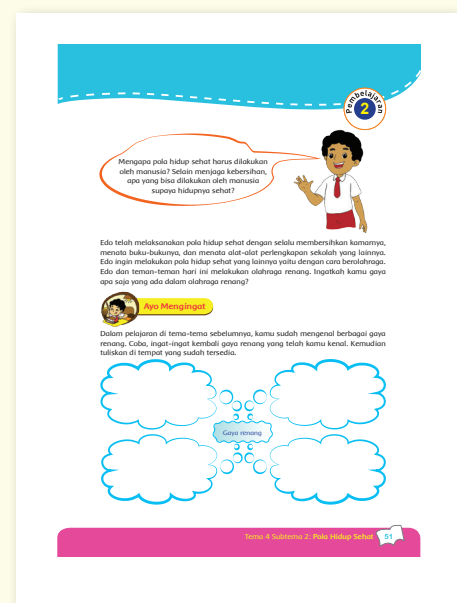 Pembelajaran
2
Mengapa pola hidup sehat harus dilakukan
oleh manusia? Selain menjaga kebersihan,
apa yang bisa dilakukan oleh manusia
supaya hidupnya sehat?
Edo telah melaksanakan pola hidup sehat dengan selalu membersihkan kamarnya,
menata buku-bukunya, dan menata alat-alat perlengkapan sekolah yang lainnya.
Edo ingin melakukan pola hidup sehat yang lainnya yaitu dengan cara berolahraga.
Edo dan teman-teman hari ini melakukan olahraga renang. Ingatkah kamu gaya
apa saja yang ada dalam olahraga renang?
Ayo Mengingat
Dalam pelajaran di tema-tema sebelumnya, kamu sudah mengenal berbagai gaya
renang. Coba, ingat-ingat kembali gaya renang yang telah kamu kenal. Kemudian
tuliskan di tempat yang sudah tersedia.
Gaya renang
Tema 4 Subtema 2: Pola Hidup Sehat
51